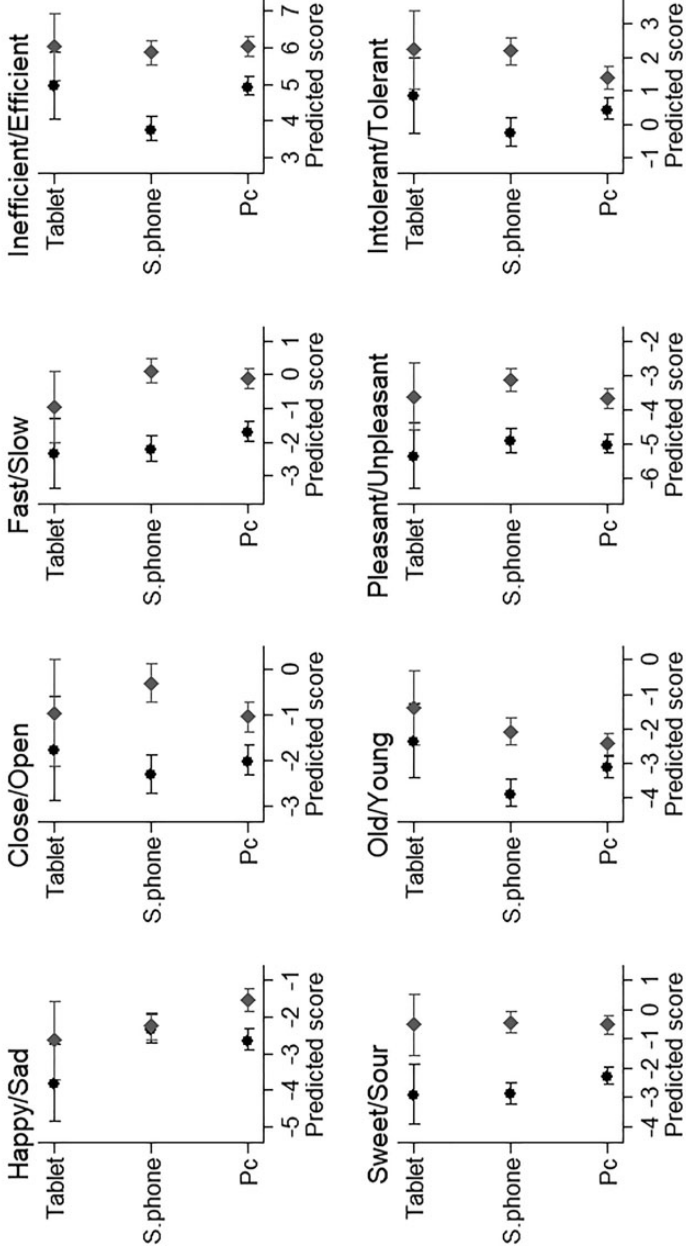 Happy/Sad
Tablet
S.phone
Pc
-5 -4 -3 -2 -1
Predicted score
Close/Open
Tablet
S.phone
Pc
-3 -2 -1 0
Predicted score
Fast/Slow
Tablet
S.phone
Pc
-3 -2 -1 0 1
Predicted score
Inefficient/Efficient
Tablet
S.phone
Pc
3 4 5 6 7
Predicted score
Sweet/Sour
Tablet
S.phone
Pc
-4 -3 -2 -1 0 1
Predicted score
Old/Young
Tablet
S.phone
Pc
-4 -3 -2 -1 0
Predicted score
Pleasant/Unpleasant
Tablet
S.phone
Pc
-6 -5 -4 -3 -2
Predicted score
Intolerant/Tolerant
Tablet
S.phone
Pc
-1 0 1 2 3
Predicted score